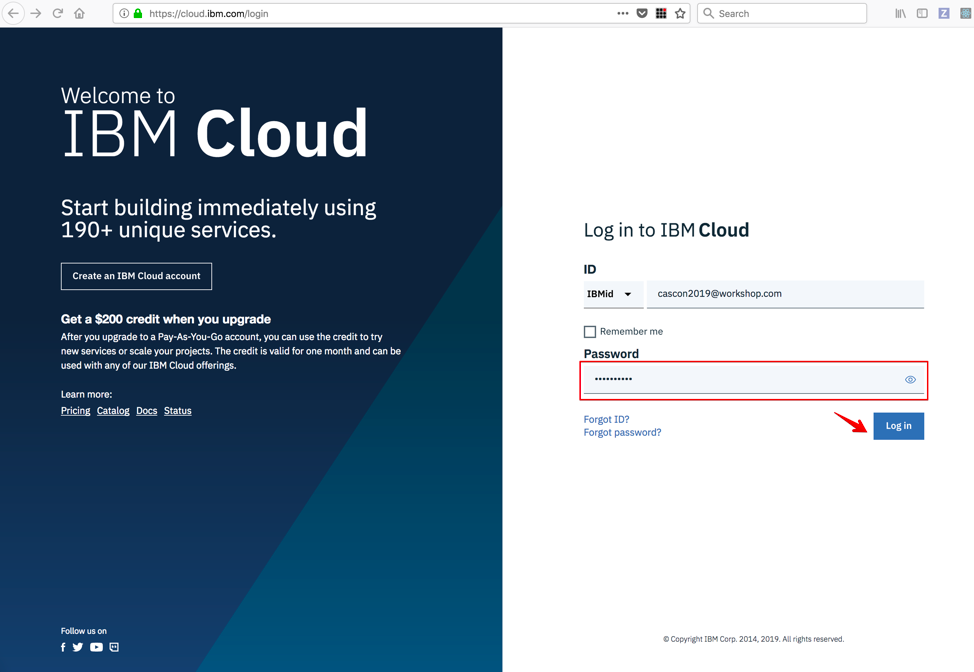 https://cloud.ibm.com/login
Search
Welcome to
IBM Cloud
Start building immediately using
190+ unique services.
Create an IBM Cloud account
Get a $200 credit when you upgrade
After you upgrade to a Pay-As-You-Go account, you can use the credit to try
new services or scale your projects. The credit is valid for one month and can be
used with any of our IBM Cloud offerings.
Learn more:
Pricing Catalog Docs Status
Follow us on
Log in to IBM Cloud
ID
IBMid cascon2019@workshop.com
Remember me
Password
••••••••••
Forgot ID?
Forgot password?
Log in
© Copyright IBM Corp. 2014, 2019. All rights reserved.